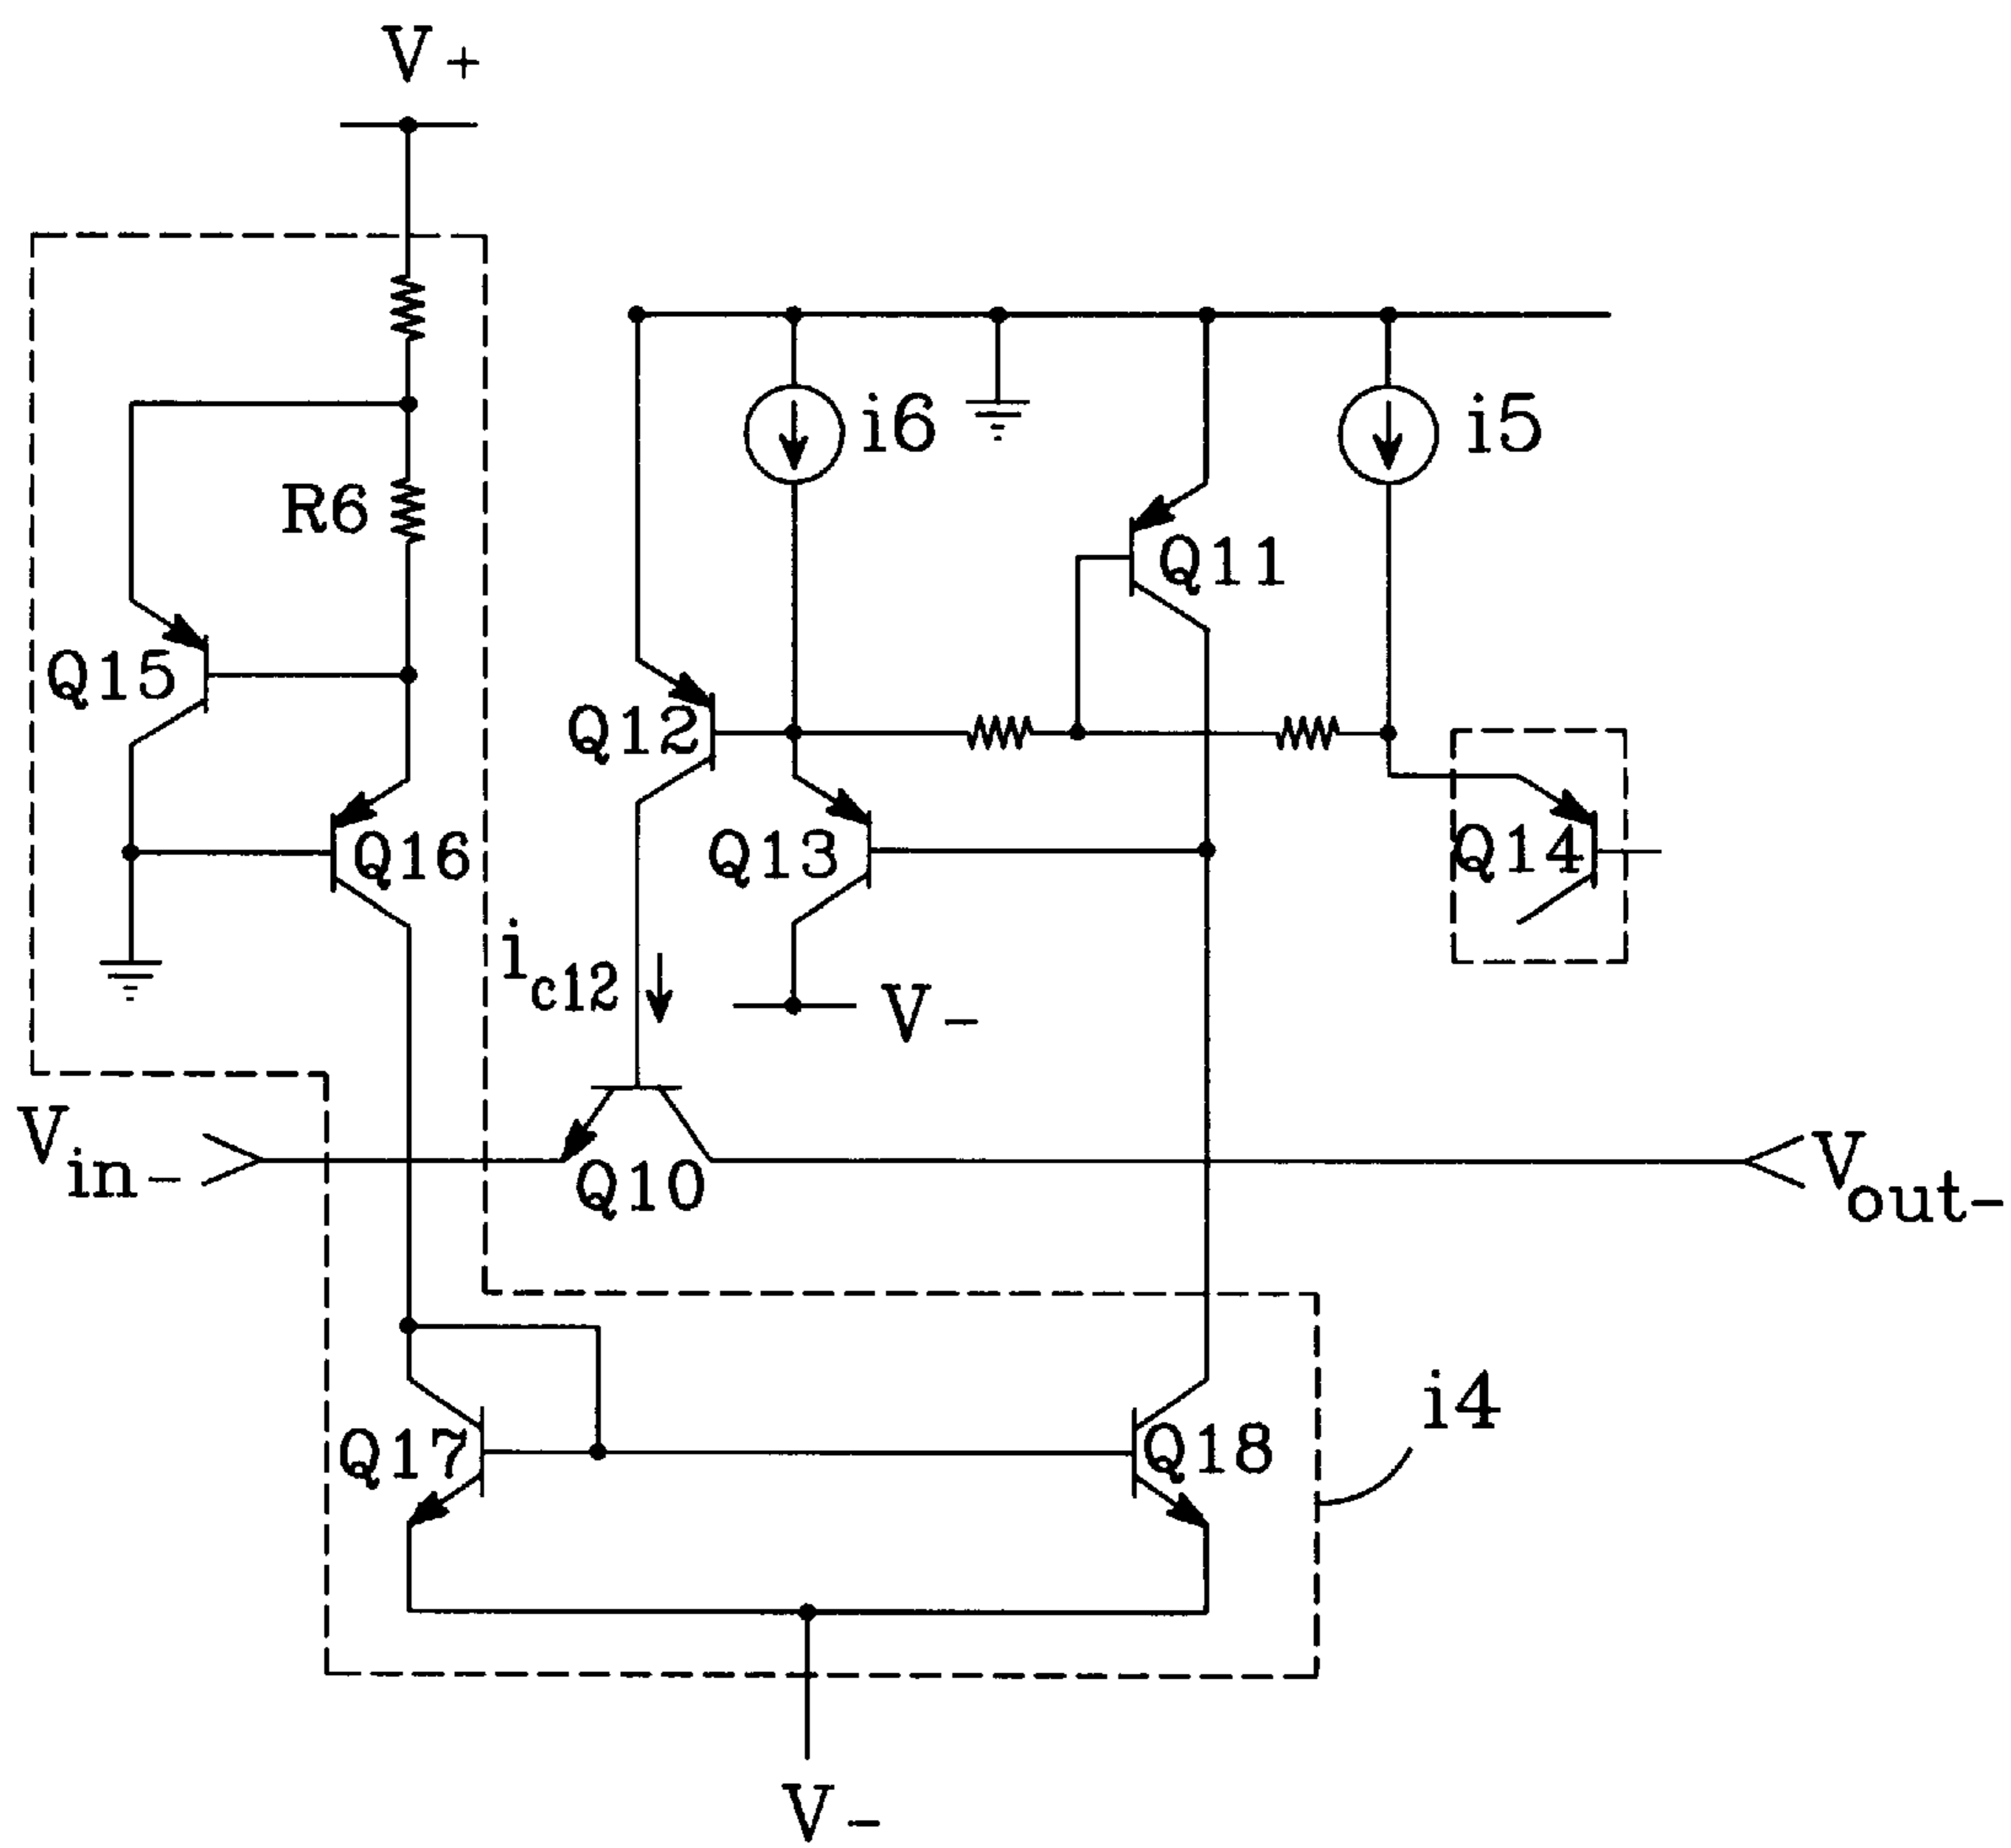 V+
i6
i5
R6
Q11
Q15
Q12
Q16
Q13
Q14
ic12
V-
Vin-
Q10
Vout-
i4
Q17
Q18
V-